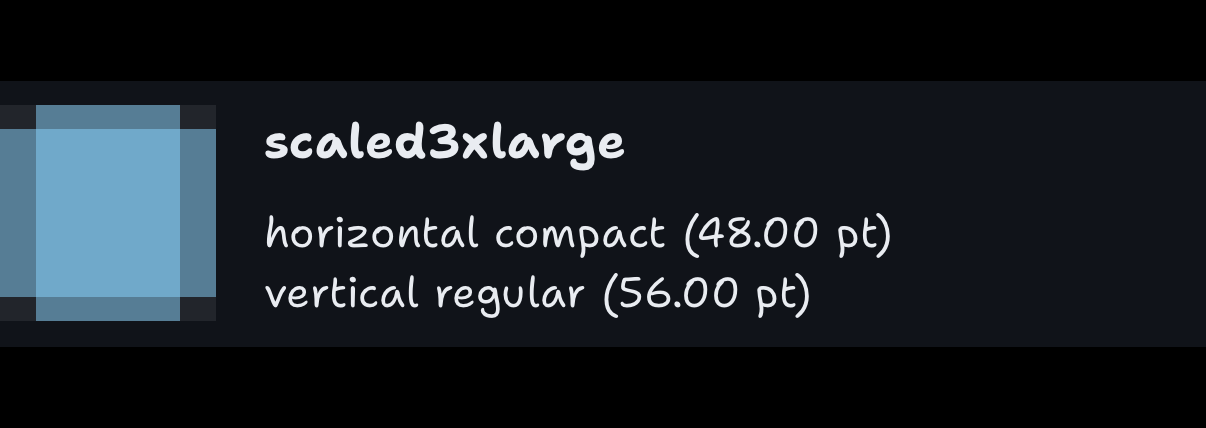 scaled3xlarge
horizontal compact (48.00 pt)
vertical regular (56.00 pt)